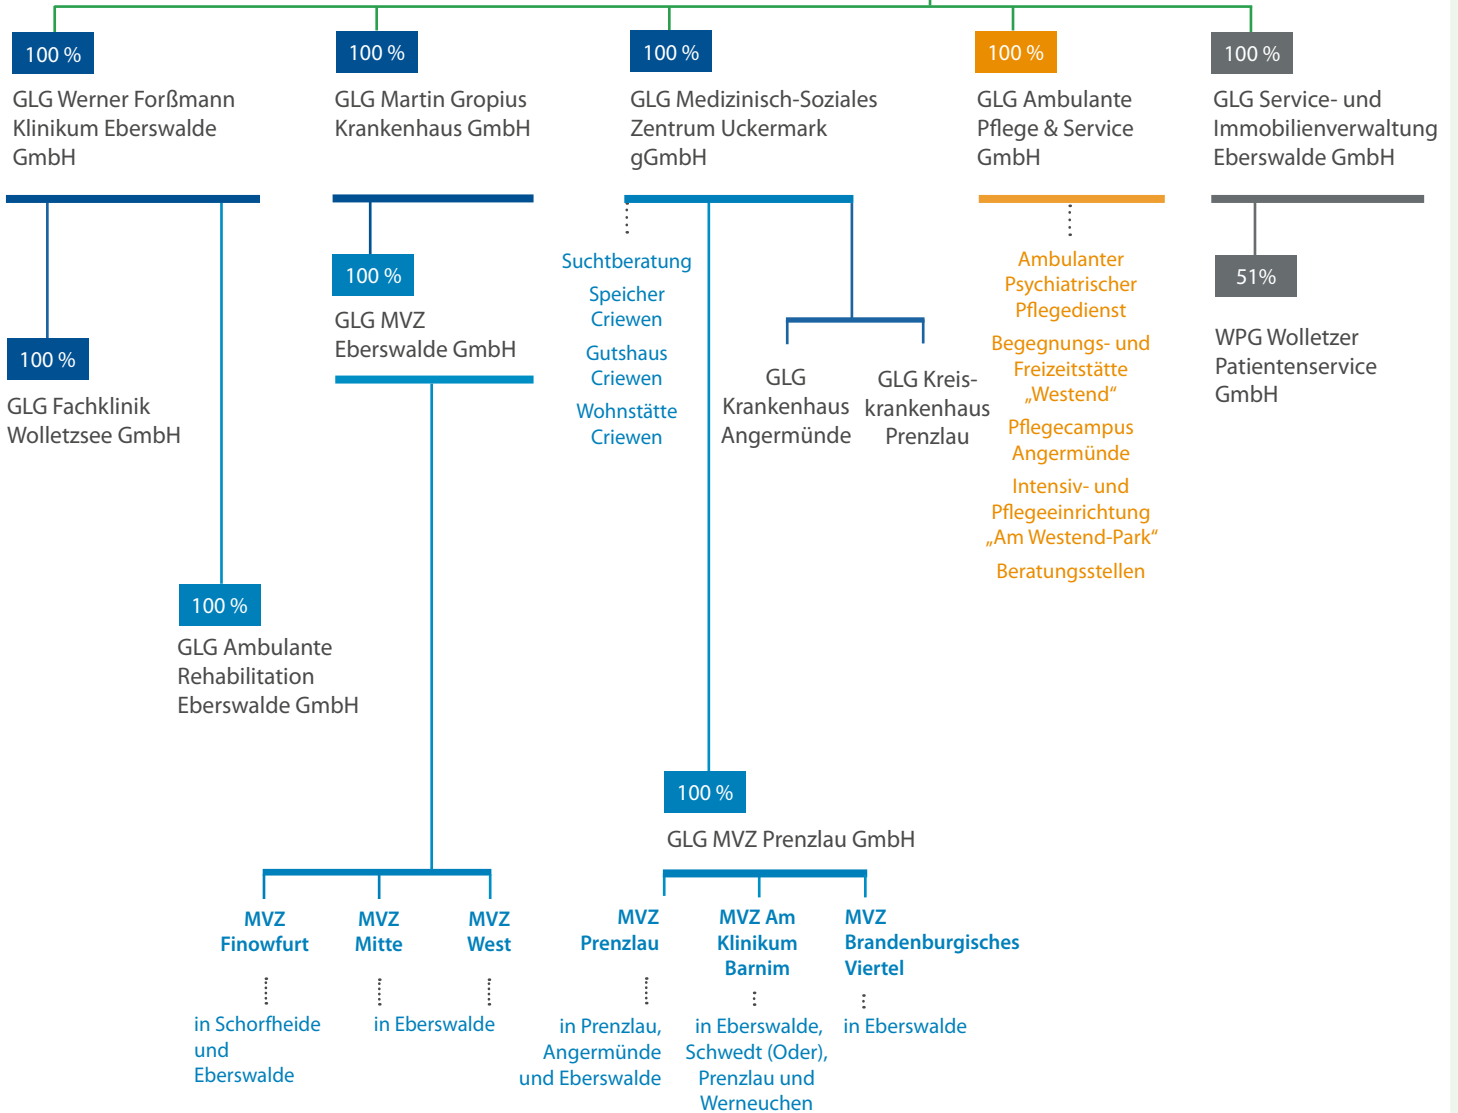 100 %
GLG Werner Forßmann
Klinikum Eberswalde
GmbH
100 %
GLG Fachklinik
Wolletzsee GmbH
100 %
GLG Ambulante
Rehabilitation
Eberswalde GmbH
100 %
GLG Martin Gropius
Krankenhaus GmbH
100 %
GLG MVZ
Eberswalde GmbH
MVZ
Finowfurt
in Schorfheide
und
Eberswalde
MVZ
Mitte
MVZ
West
in Eberswalde
100 %
GLG Medizinisch-Soziales
Zentrum Uckermark
gGmbH
Suchtberatung
Speicher
Criewen
Gutshaus
Criewen
Wohnstätte
Criewen
GLG
Krankenhaus
Angermünde
GLG Kreis-
krankenhaus
Prenzlau
100 %
GLG MVZ Prenzlau GmbH
MVZ
Prenzlau
in Prenzlau,
Angermünde
und Eberswalde
MVZ Am
Klinikum
Barnim
in Eberswalde,
Schwedt (Oder),
Prenzlau und
Werneuchen
MVZ
Brandenburgisches
Viertel
in Eberswalde
100 %
GLG Ambulante
Pflege & Service
GmbH
Ambulanter
Psychiatrischer
Pflegedienst
Begegnungs- und
Freizeitstätte
„Westend“
Pflegecampus
Angermünde
Intensiv- und
Pflegeeinrichtung
„Am Westend-Park“
Beratungsstellen
100 %
GLG Service- und
Immobilienverwaltung
Eberswalde GmbH
51%
WPG Wolletzer
Patientenservice
GmbH